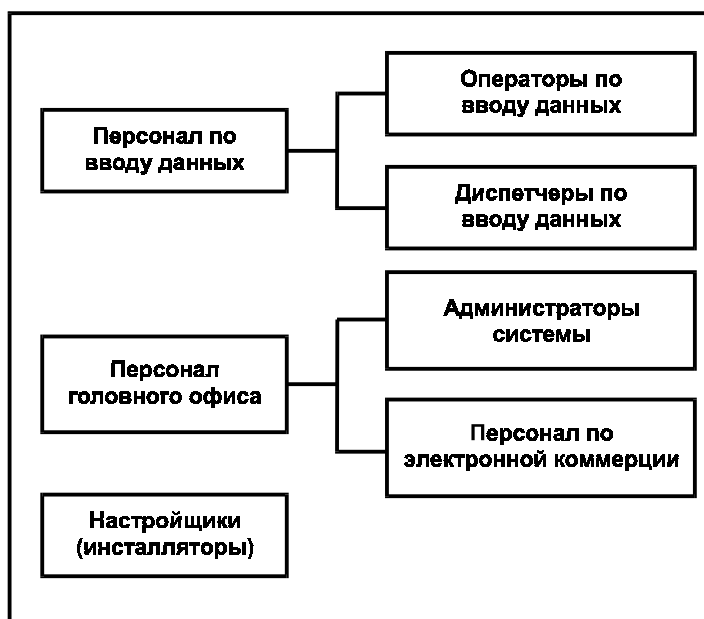 Персонал по
вводу данных
Операторы по
вводу данных
Диспетчеры по
вводу данных
Персонал
головного офиса
Администраторы
системы
Персонал по
электронной коммерции
Настройщики
(инсталляторы)